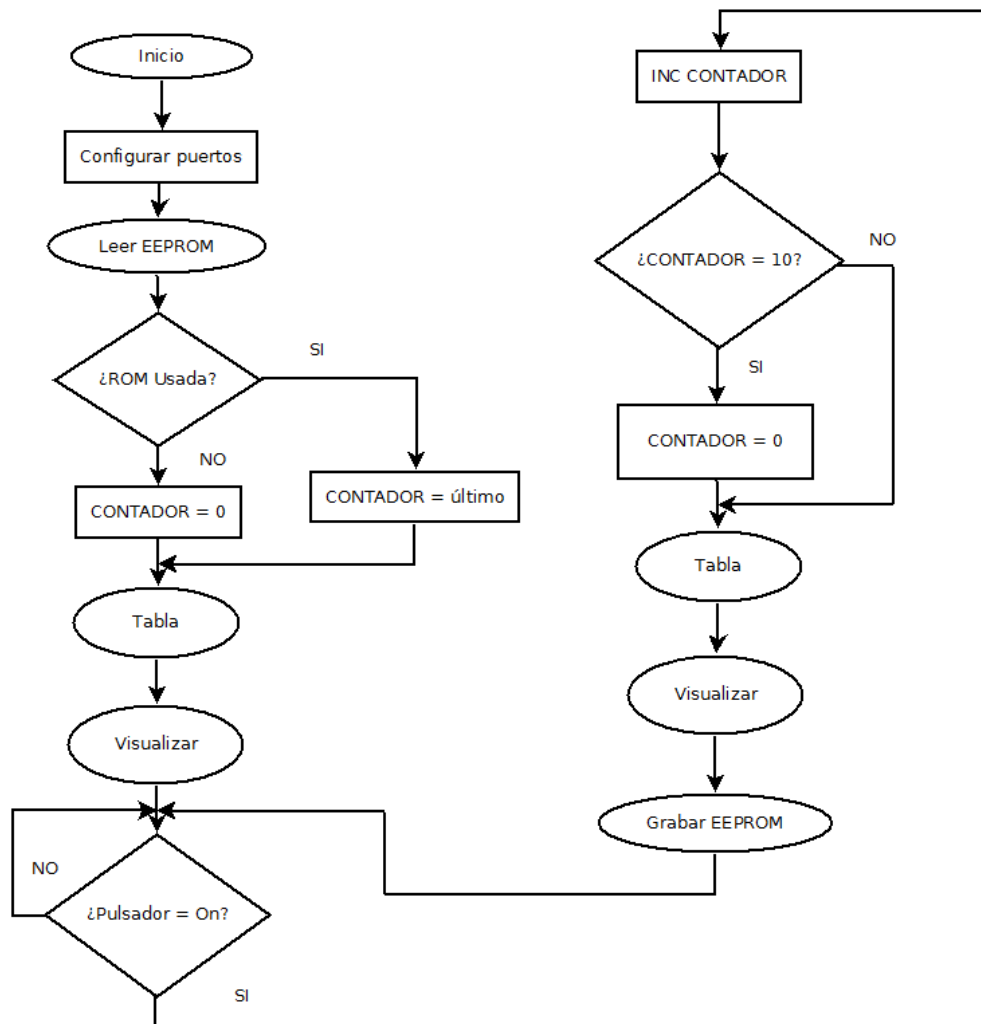 Inicio
Configurar puertos
Leer EEPROM
¿ROM Usada?
SI
NO
CONTADOR = 0
CONTADOR = último
Tabla
Visualizar
¿Pulsador = On?
NO
SI
INC CONTADOR
¿CONTADOR = 10?
NO
SI
CONTADOR = 0
Tabla
Visualizar
Grabar EEPROM